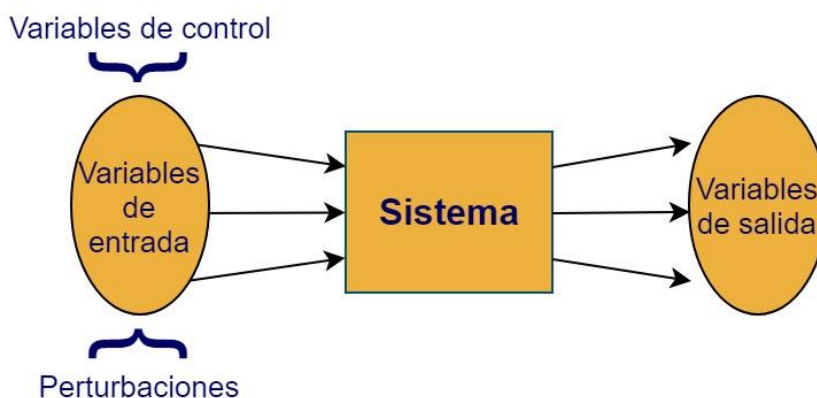 Variables de control
Variables
de
entrada
Sistema
Variables
de salida
Perturbaciones